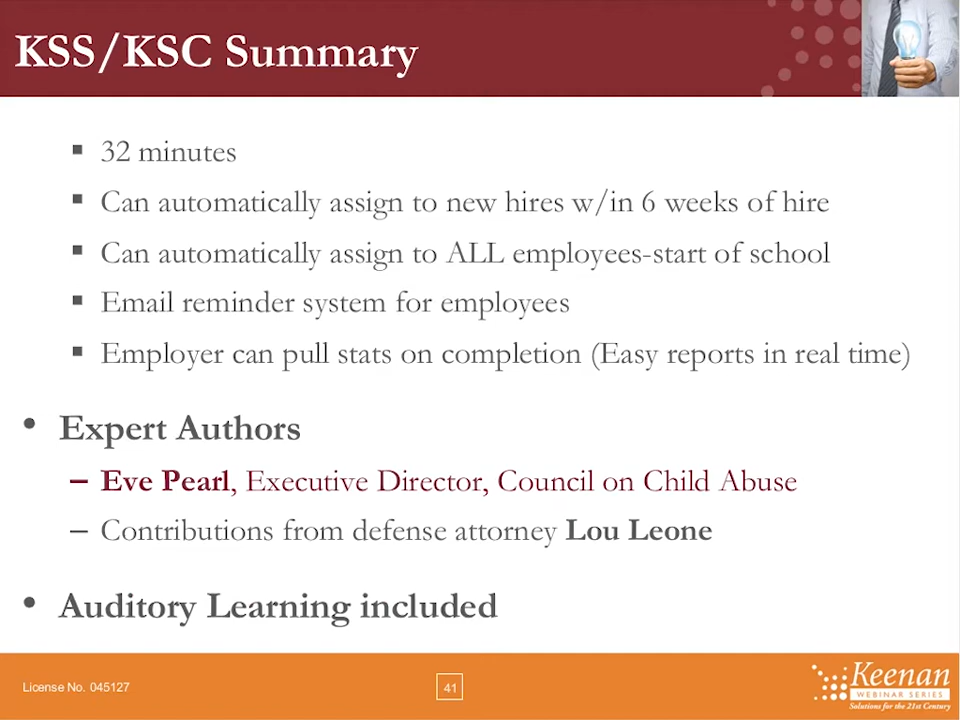 KSS/KSC Summary
▪ 32 minutes
▪ Can automatically assign to new hires w/in 6 weeks of hire
▪ Can automatically assign to ALL employees-start of school
▪ Email reminder system for employees
▪ Employer can pull stats on completion (Easy reports in real time)
• Expert Authors
– Eve Pearl, Executive Director, Council on Child Abuse
– Contributions from defense attorney Lou Leone
• Auditory Learning included
License No. 045127
41
Keenan
WEBINAR SERIES
Solutions for the 21st Century